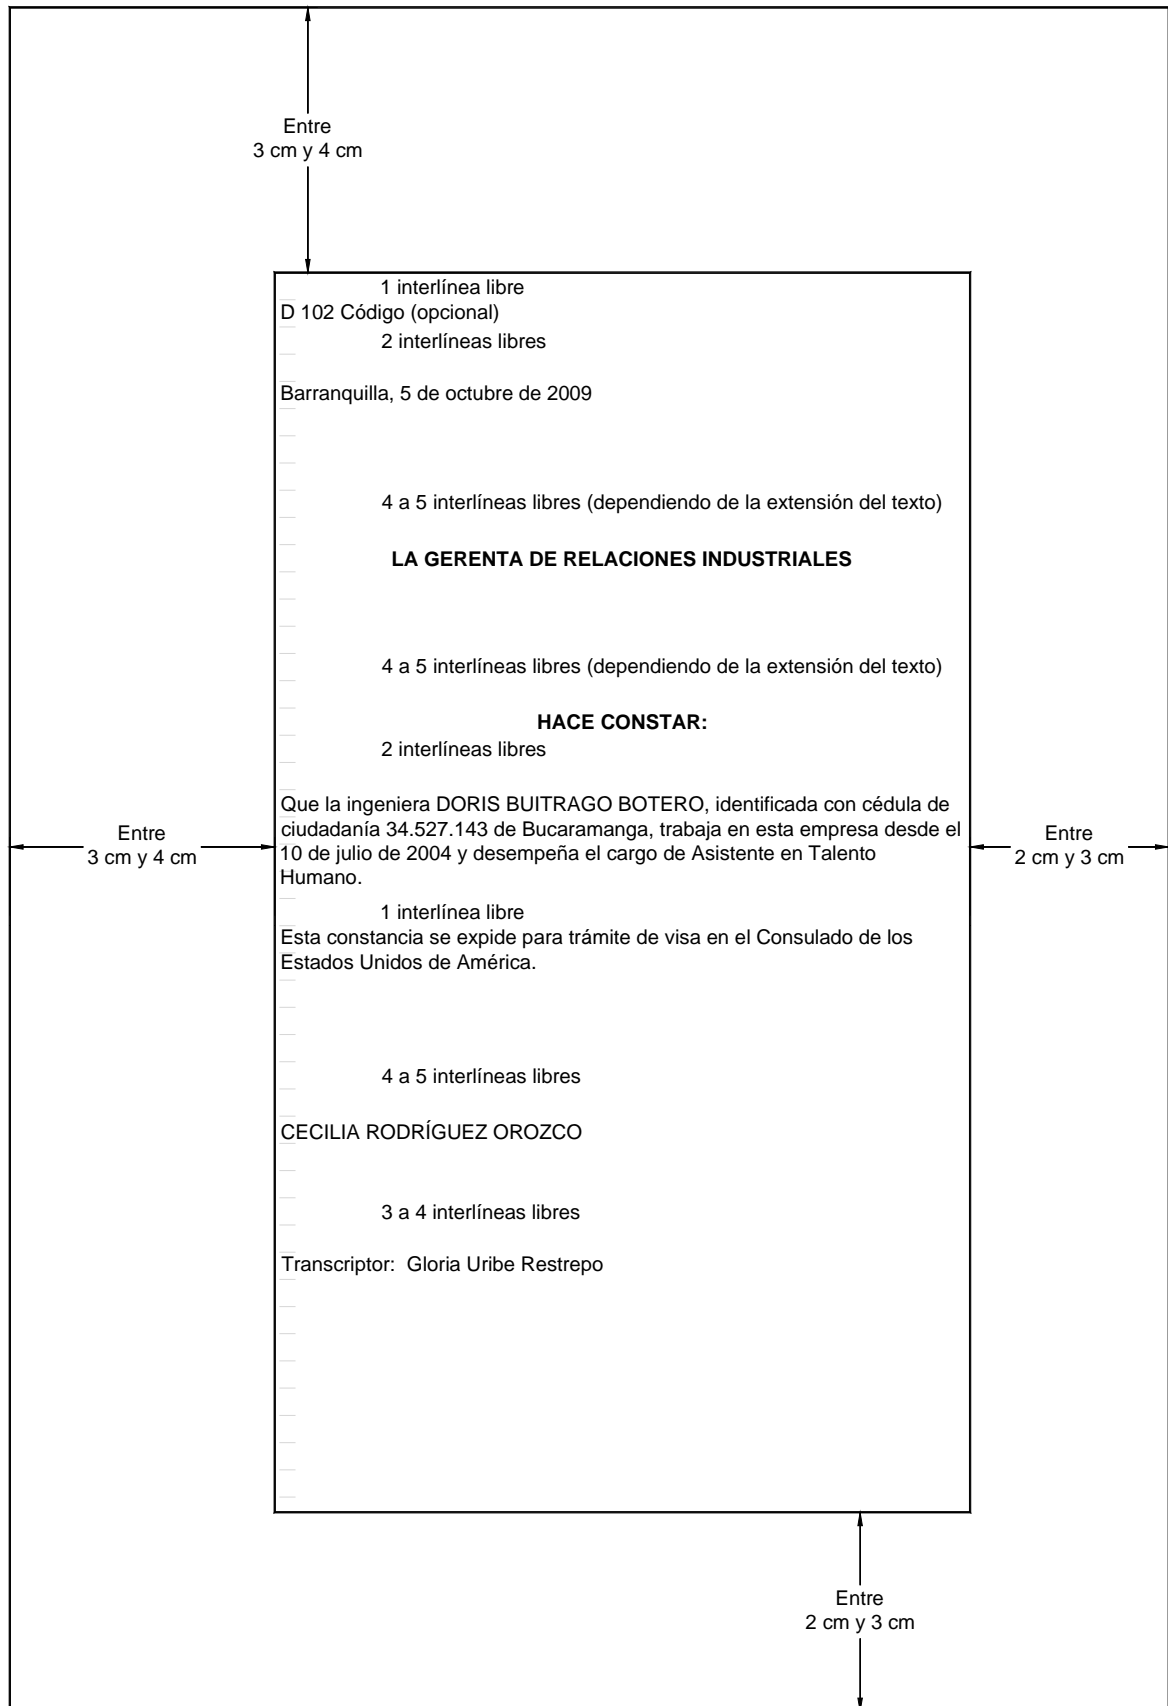 Entre
3 cm y 4 cm
1 interlínea libre
D 102 Código (opcional)
2 interlíneas libres
Barranquilla, 5 de octubre de 2009
4 a 5 interlíneas libres (dependiendo de la extensión del texto)
LA GERENTA DE RELACIONES INDUSTRIALES
4 a 5 interlíneas libres (dependiendo de la extensión del texto)
HACE CONSTAR:
2 interlíneas libres
Que la ingeniera DORIS BUITRAGO BOTERO, identificada con cédula de
ciudadanía 34.527.143 de Bucaramanga, trabaja en esta empresa desde el
10 de julio de 2004 y desempeña el cargo de Asistente en Talento
Humano.
Entre
3 cm y 4 cm
Entre
2 cm y 3 cm
1 interlínea libre
Esta constancia se expide para trámite de visa en el Consulado de los
Estados Unidos de América.
4 a 5 interlíneas libres
CECILIA RODRÍGUEZ OROZCO
3 a 4 interlíneas libres
Transcriptor:  Gloria Uribe Restrepo
Entre
2 cm y 3 cm